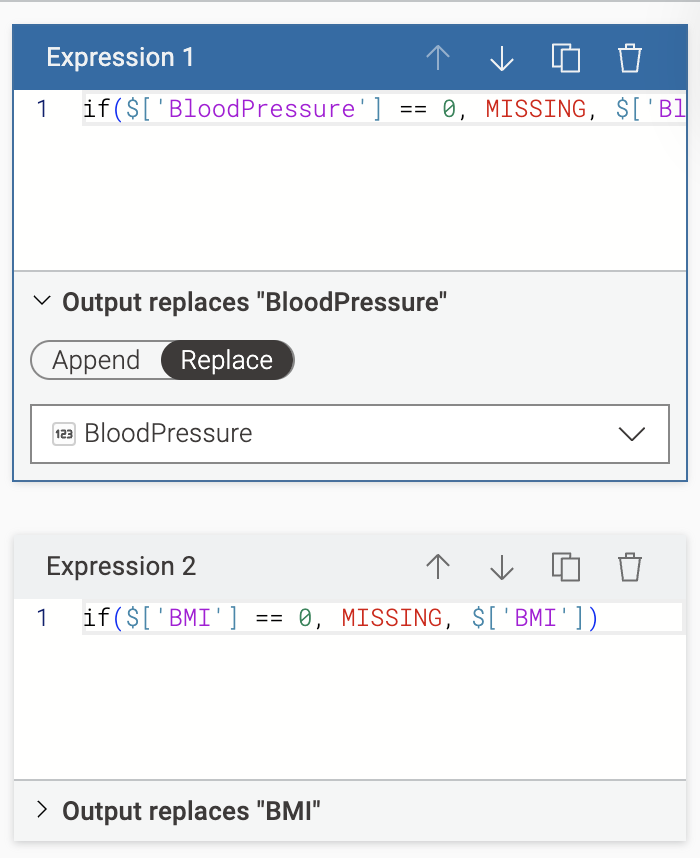 Expression 1
1 if($['BloodPressure'] == 0, MISSING, $['Bl
Output replaces "BloodPressure"
Append Replace
123 BloodPressure
Expression 2
1 if($['BMI'] == 0, MISSING, $['BMI'])
Output replaces "BMI"